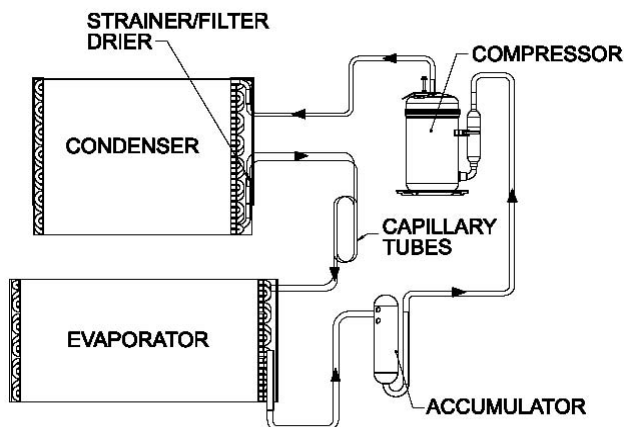 STRAINER/FILTER
DRIER
COMPRESSOR
CONDENSER
CAPILLARY
TUBES
EVAPORATOR
ACCUMULATOR